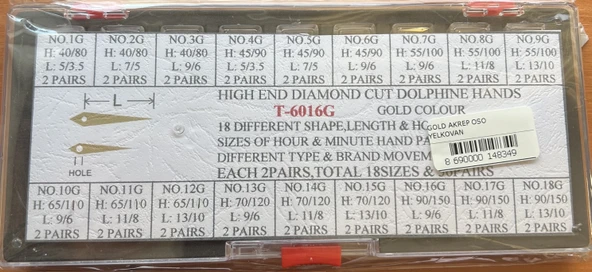 NO.1G NO.2G NO.3G NO.4G NO.5G NO.6G NO.7G NO.8G NO.9G
H: 40/80 H: 40/80 H: 40/80 H: 45/90 H: 45/90 H: 45/90 H: 55/100 H: 55/100 H: 55/100
L: 5/3.5 L: 7/5 L: 9/6 L: 5/3.5 L: 7/5 L: 9/6 L: 9/6 L: 11/8 L: 13/10
2 PAIRS 2 PAIRS 2 PAIRS 2 PAIRS 2 PAIRS 2 PAIRS 2 PAIRS 2 PAIRS 2 PAIRS
L
HOLE
HIGH END DIAMOND CUT DOLPHINE HANDS
T-6016G GOLD COLOUR
18 DIFFERENT SHAPE,LENGTH &
SIZES OF HOUR & MINUTE HAND
DIFFERENT TYPE & BRAND
EACH 2PAIRS,TOTAL 18SIZES &
GOLD AKREP OSO
YELKOVAN
8 690000 148349
NO.10G NO.11G NO.12G NO.13G NO.14G NO.15G NO.16G NO.17G NO.18G
H: 65/110 H: 65/110 H: 65/110 H: 70/120 H: 70/120 H: 70/120 H: 90/150 H: 90/150 H: 90/150
L: 9/6 L: 11/8 L: 13/10 L: 9/6 L: 11/8 L: 13/10 L: 9/6 L: 11/8 L: 13/10
2 PAIRS 2 PAIRS 2 PAIRS 2 PAIRS 2 PAIRS 2 PAIRS 2 PAIRS 2 PAIRS 2 PAIRS